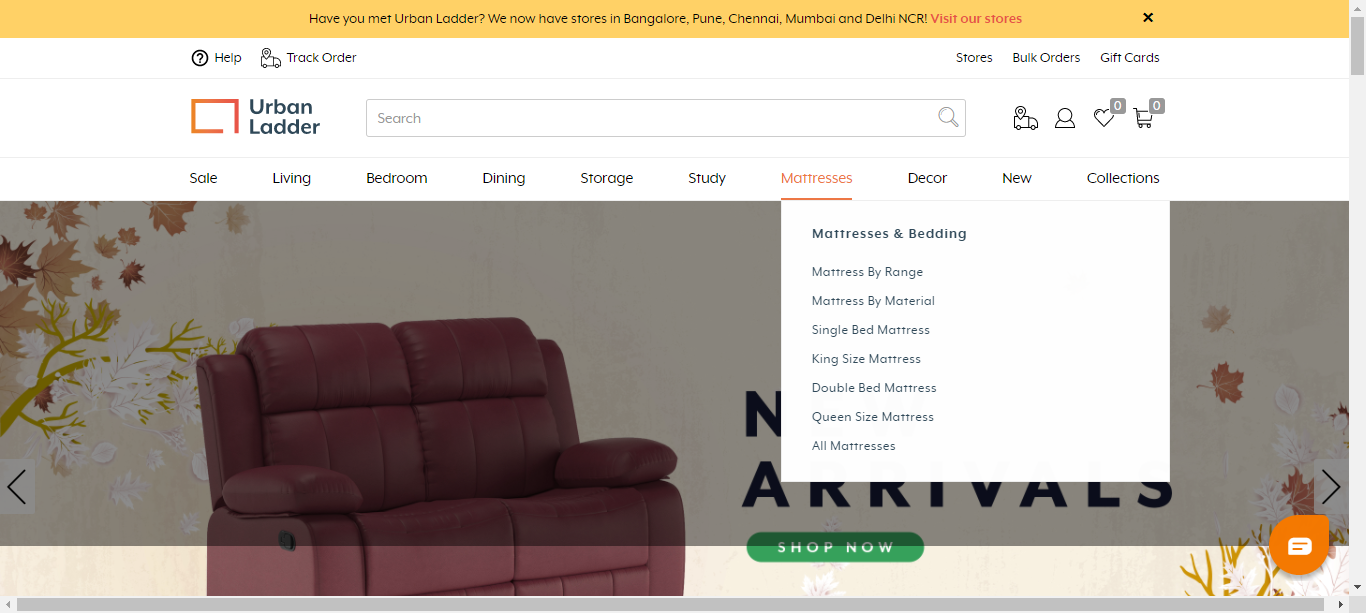 Have you met Urban Ladder? We now have stores in Bangalore, Pune, Chennai, Mumbai and Delhi NCR! Visit our stores
Help Track Order Stores Bulk Orders Gift Cards
Urban
Ladder
Search
0 0
Sale Living Bedroom Dining Storage Study Mattresses Decor New Collections
Mattresses & Bedding
Mattress By Range
Mattress By Material
Single Bed Mattress
King Size Mattress
Double Bed Mattress
Queen Size Mattress
All Mattresses
ARRIVALS
SHOP NOW